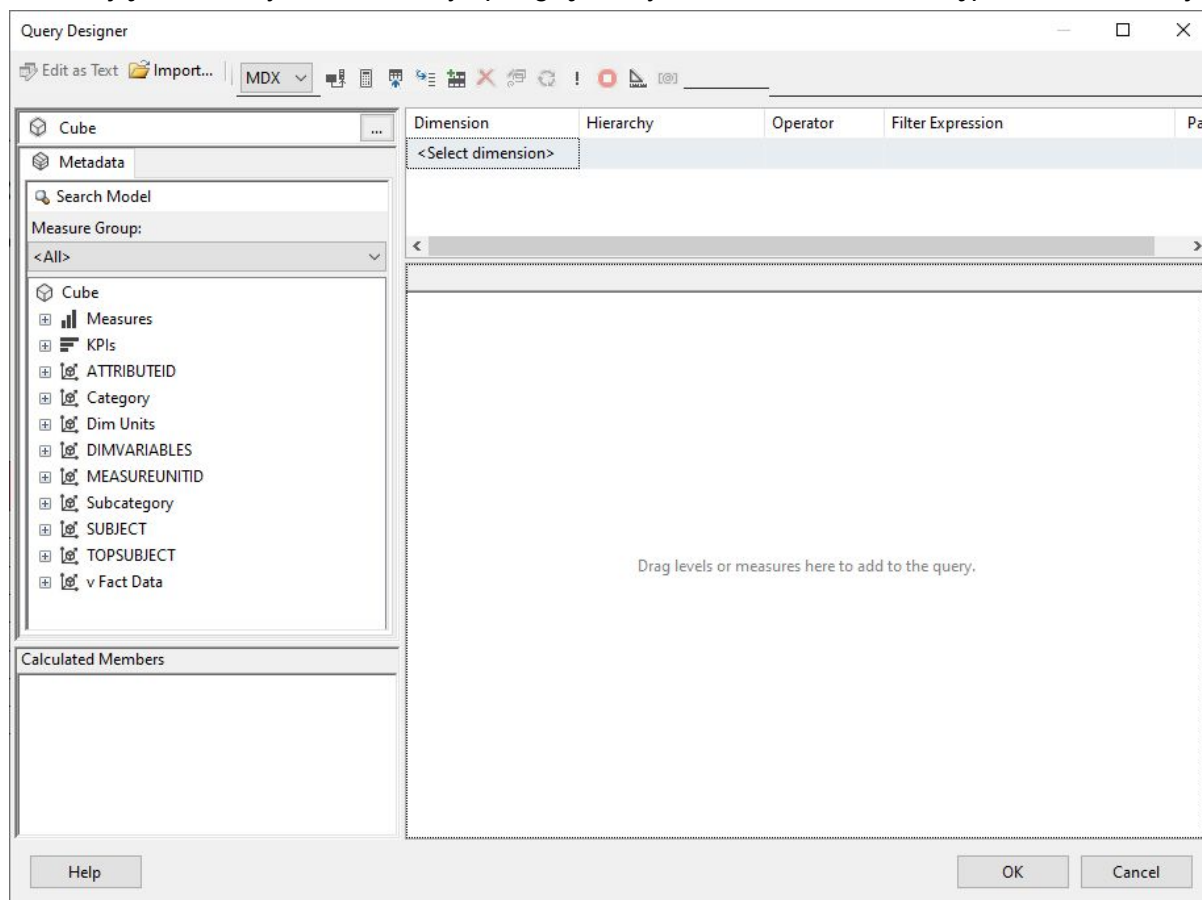 Query Designer
Edit as Text Import... MDX
Cube ...
Metadata
Search Model
Measure Group:
<All>
Cube
Measures
KPIs
ATTRIBUTEID
Category
Dim Units
DIMVARIABLES
MEASUREUNITID
Subcategory
SUBJECT
TOPSUBJECT
v Fact Data
Calculated Members
Dimension Hierarchy Operator Filter Expression Pa
<Select dimension>
Drag levels or measures here to add to the query.
Help OK Cancel